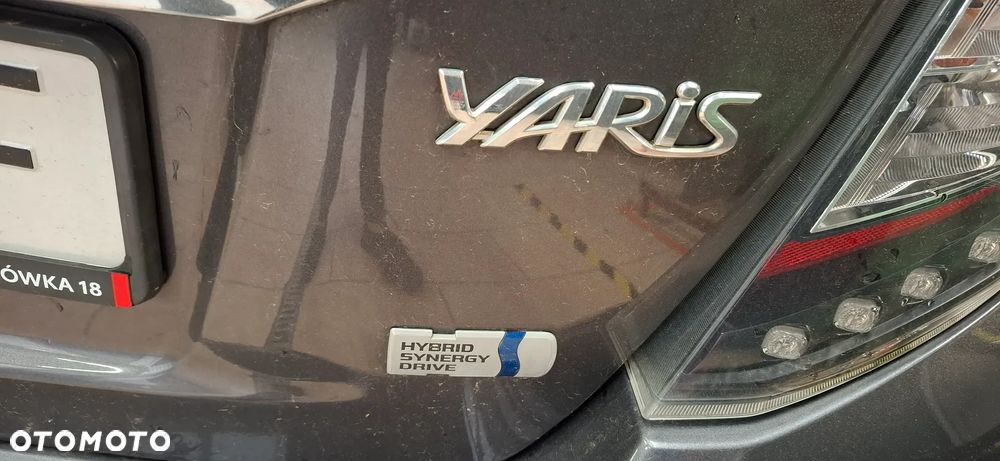 YARiS
E
ÓWKA 18
HYBRID
SYNERGY
DRIVE
OTOMOTO